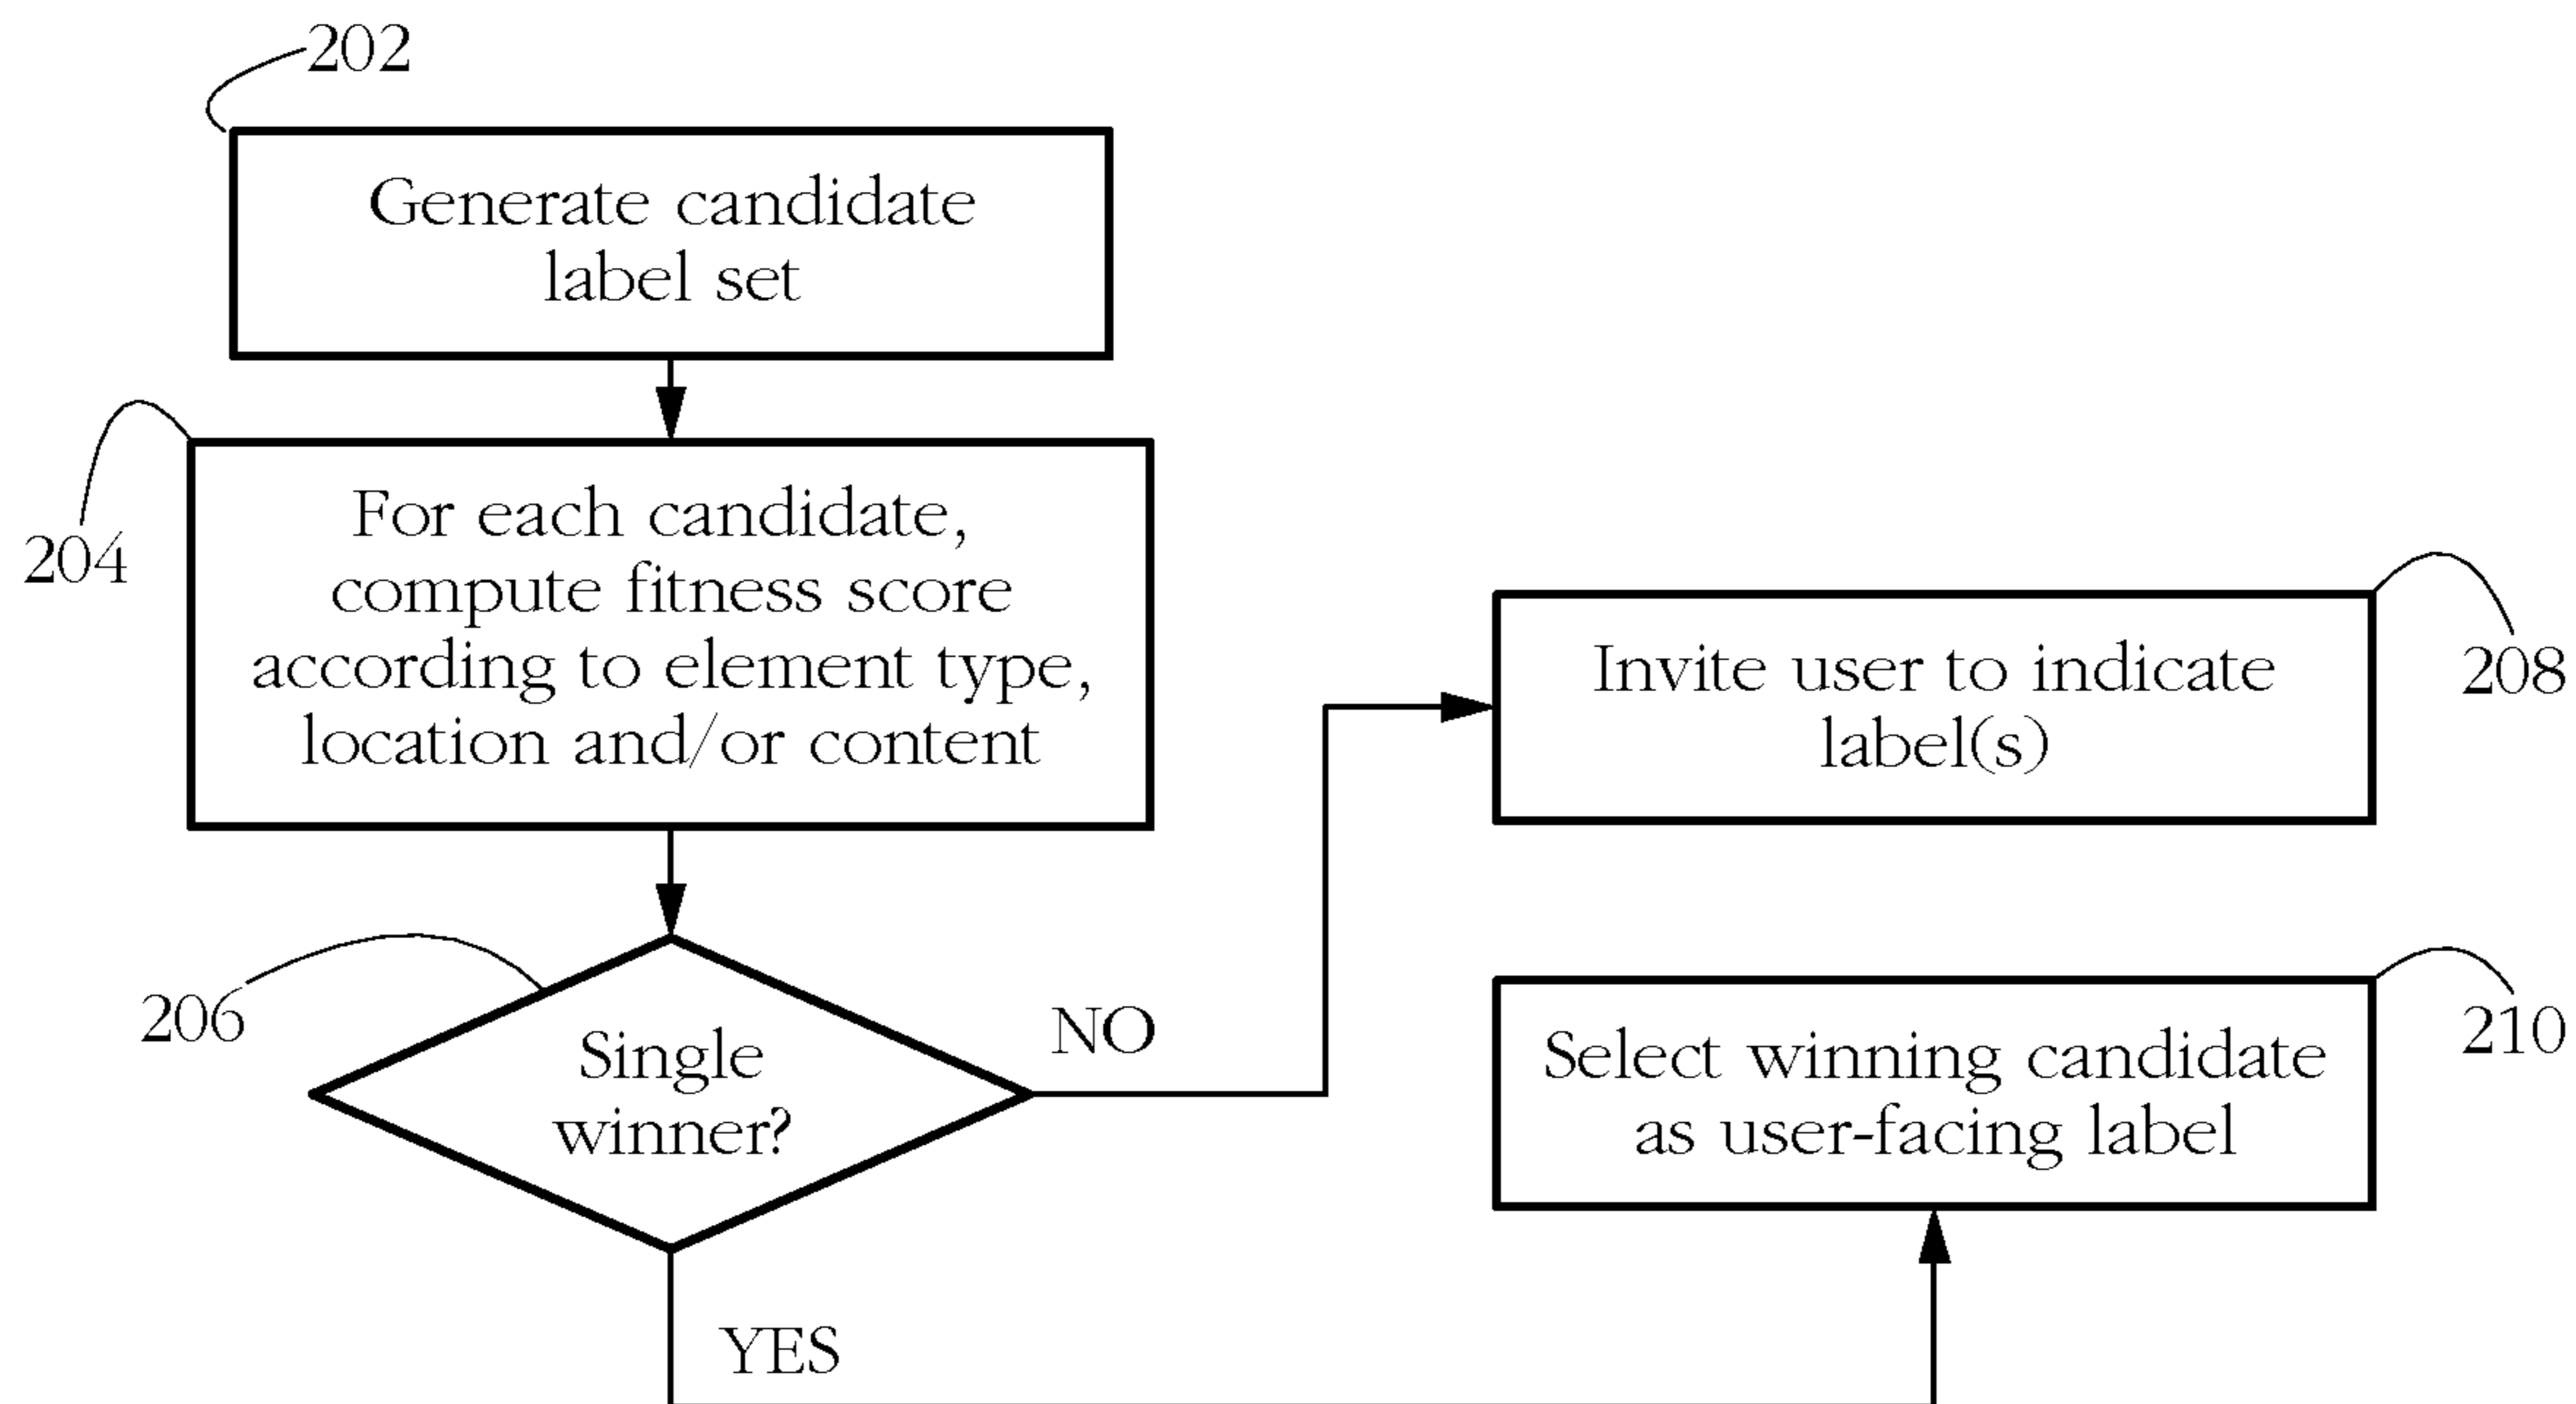 202
Generate candidate
label set
204
For each candidate,
compute fitness score
according to element type,
location and/or content
206
Single
winner?
NO
YES
208
Invite user to indicate
label(s)
210
Select winning candidate
as user-facing label